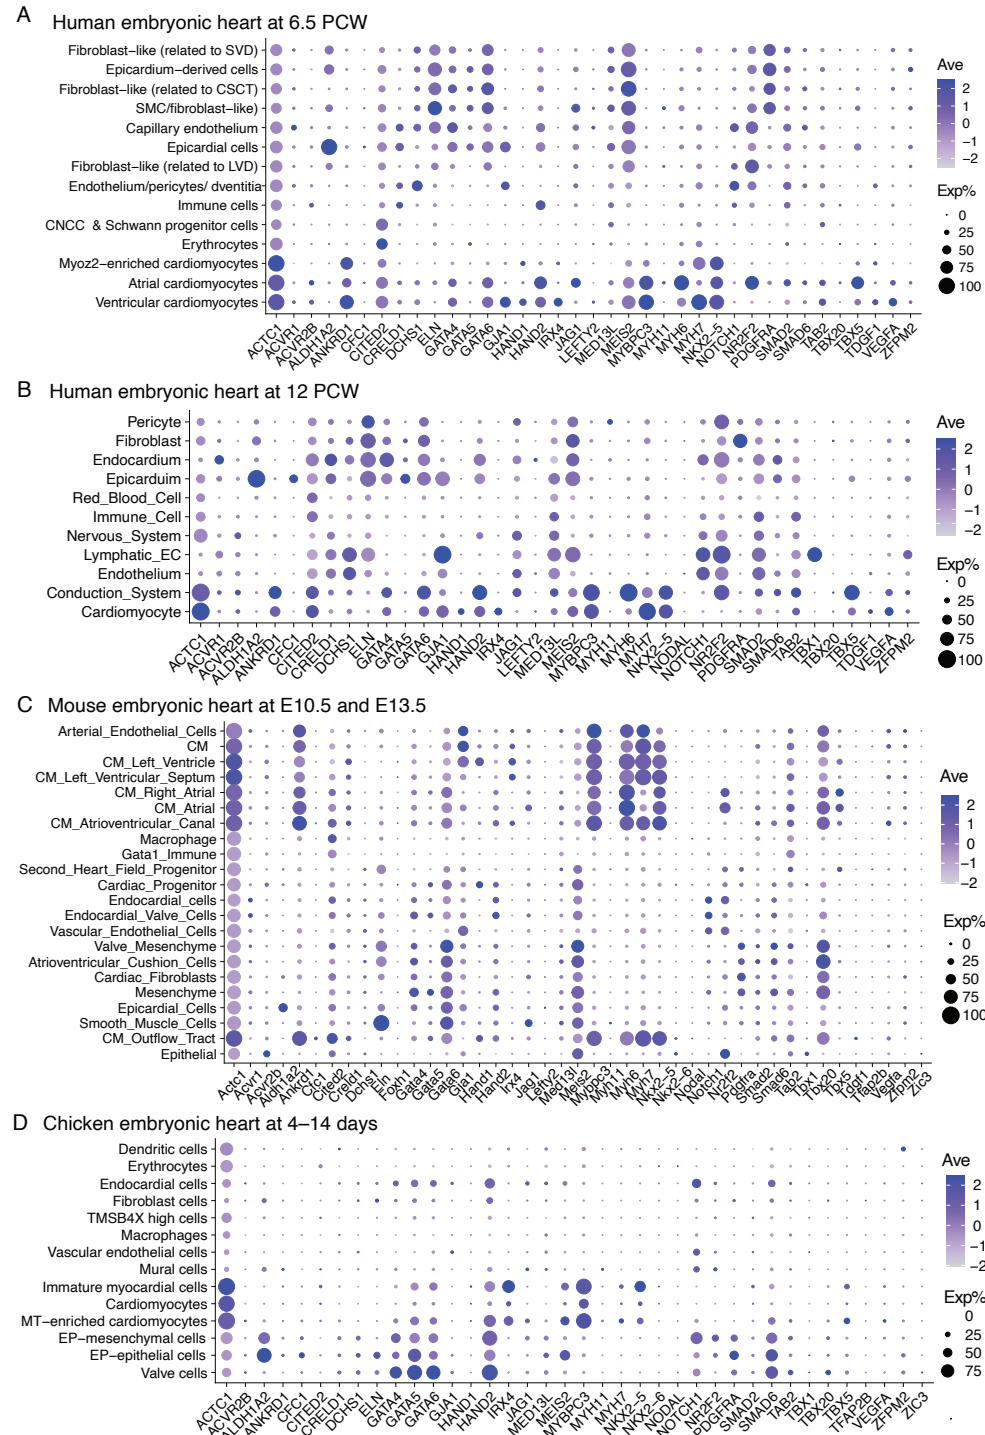 A Human embryonic heart at 6.5 PCW
Fibroblast−like (related to SVD)
Epicardium−derived cells
Fibroblast−like (related to CSCT)
SMC/fibroblast−like)
Capillary endothelium
Epicardial cells
Fibroblast−like (related to LVD)
Endothelium/pericytes/ dventitia
Immune cells
CNCC & Schwann progenitor cells
Erythrocytes
Myoz2−enriched cardiomyocytes
Atrial cardiomyocytes
Ventricular cardiomyocytes
ACTC1 ACVR1 ACVR2B ALDH1A2 ANKRD1 CFC1 CITED2 CRELD1 DCHS1 ELN GATA4 GATA5 GATA6 GJA1 HAND1 HAND2 IRX4 JAG1 LEFTY2 MED13L MEIS2 MYBPC3 MYH11 MYH6 MYH7 NKX2−5 NOTCH1 NR2F2 PDGFRA SMAD2 SMAD6 TAB2 TBX20 TBX5 TDGF1 VEGFA ZFPM2
Ave
2
1
0
−1
−2
Exp%
0
25
50
75
100
B Human embryonic heart at 12 PCW
Pericyte
Fibroblast
Endocardium
Epicarduim
Red_Blood_Cell
Immune_Cell
Nervous_System
Lymphatic_EC
Endothelium
Conduction_System
Cardiomyocyte
ACTC1 ACVR1 ACVR2B ALDH1A2 ANKRD1 CFC1 CITED2 CRELD1 DCHS1 ELN GATA4 GATA5 GATA6 GJA1 HAND1 HAND2 IRX4 JAG1 LEFTY2 MED13L MEIS2 MYBPC3 MYH11 MYH6 MYH7 NKX2−5 NODAL NOTCH1 NR2F2 PDGFRA SMAD2 SMAD6 TAB2 TBX1 TBX20 TBX5 TDGF1 VEGFA ZFPM2
Ave
2
1
0
−1
−2
Exp%
0
25
50
75
100
C Mouse embryonic heart at E10.5 and E13.5
Arterial_Endothelial_Cells
CM
CM_Left_Ventricle
CM_Left_Ventricular_Septum
CM_Right_Atrial
CM_Atrial
CM_Atrioventricular_Canal
Macrophage
Gata1_Immune
Second_Heart_Field_Progenitor
Cardiac_Progenitor
Endocardial_cells
Endocardial_Valve_Cells
Vascular_Endothelial_Cells
Valve_Mesenchyme
Atrioventricular_Cushion_Cells
Cardiac_Fibroblasts
Mesenchyme
Epicardial_Cells
Smooth_Muscle_Cells
CM_Outflow_Tract
Epithelial
Actc1 Acvr1 Acvr2b Aldh1a2 Ankrd1 Cfc1 Cited2 Creld1 Dchs1 Eln Foxn1 Gata4 Gata5 Gata6 Gja1 Hand1 Hand2 Irx4 Jag1 Lefty2 Med13l Meis2 Mybpc3 Myh11 Myh6 Myh7 Nkx2−5 Nkx2−6 Nodal Notch1 Nr2f2 Pdgfra Smad2 Smad6 Tab2 Tbx1 Tbx20 Tbx5 Tdgf1 Tfap2b Vegfa Zfpm2 Zic3
Ave
2
1
0
−1
−2
Exp%
0
25
50
75
100
D Chicken embryonic heart at 4−14 days
Dendritic cells
Erythrocytes
Endocardial cells
Fibroblast cells
TMSB4X high cells
Macrophages
Vascular endothelial cells
Mural cells
Immature myocardial cells
Cardiomyocytes
MT−enriched cardiomyocytes
EP−mesenchymal cells
EP−epithelial cells
Valve cells
ACTC1 ACVR2B ALDH1A2 ANKRD1 CFC1 CITED2 CRELD1 DCHS1 ELN GATA4 GATA5 GATA6 GJA1 HAND1 HAND2 IRX4 JAG1 MED13L MEIS2 MYBPC3 MYH11 MYH7 NKX2−5 NKX2−6 NODAL NOTCH1 NR2F2 PDGFRA SMAD2 SMAD6 TAB2 TBX1 TBX20 TBX5 TFAP2B VEGFA ZFPM2 ZIC3
Ave
2
1
0
−1
−2
Exp%
0
25
50
75